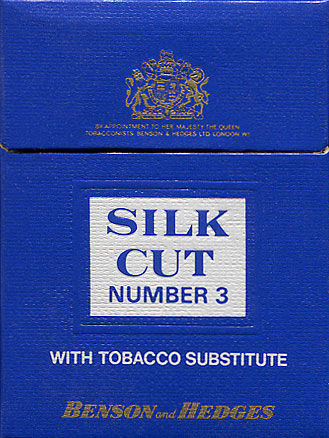 BY APPOINTMENT TO HER MAJESTY THE QUEEN
TOBACCONISTS BENSON & HEDGES LTD LONDON W1
SILK
CUT
NUMBER 3
WITH TOBACCO SUBSTITUTE
BENSON and HEDGES